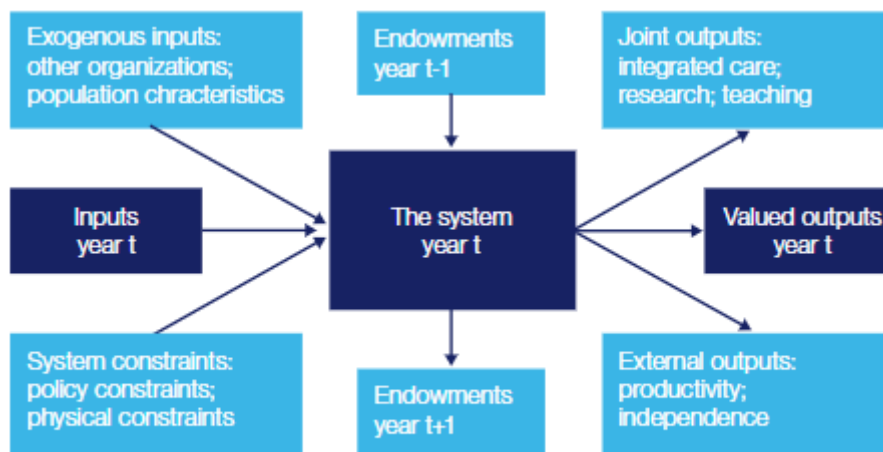 Exogenous inputs:
other organizations;
population chracteristics
Endowments
year t-1
Joint outputs:
integrated care;
research; teaching
Inputs
year t
The system
year t
Valued outputs
year t
System constraints:
policy constraints;
physical constraints
Endowments
year t+1
External outputs:
productivity;
independence